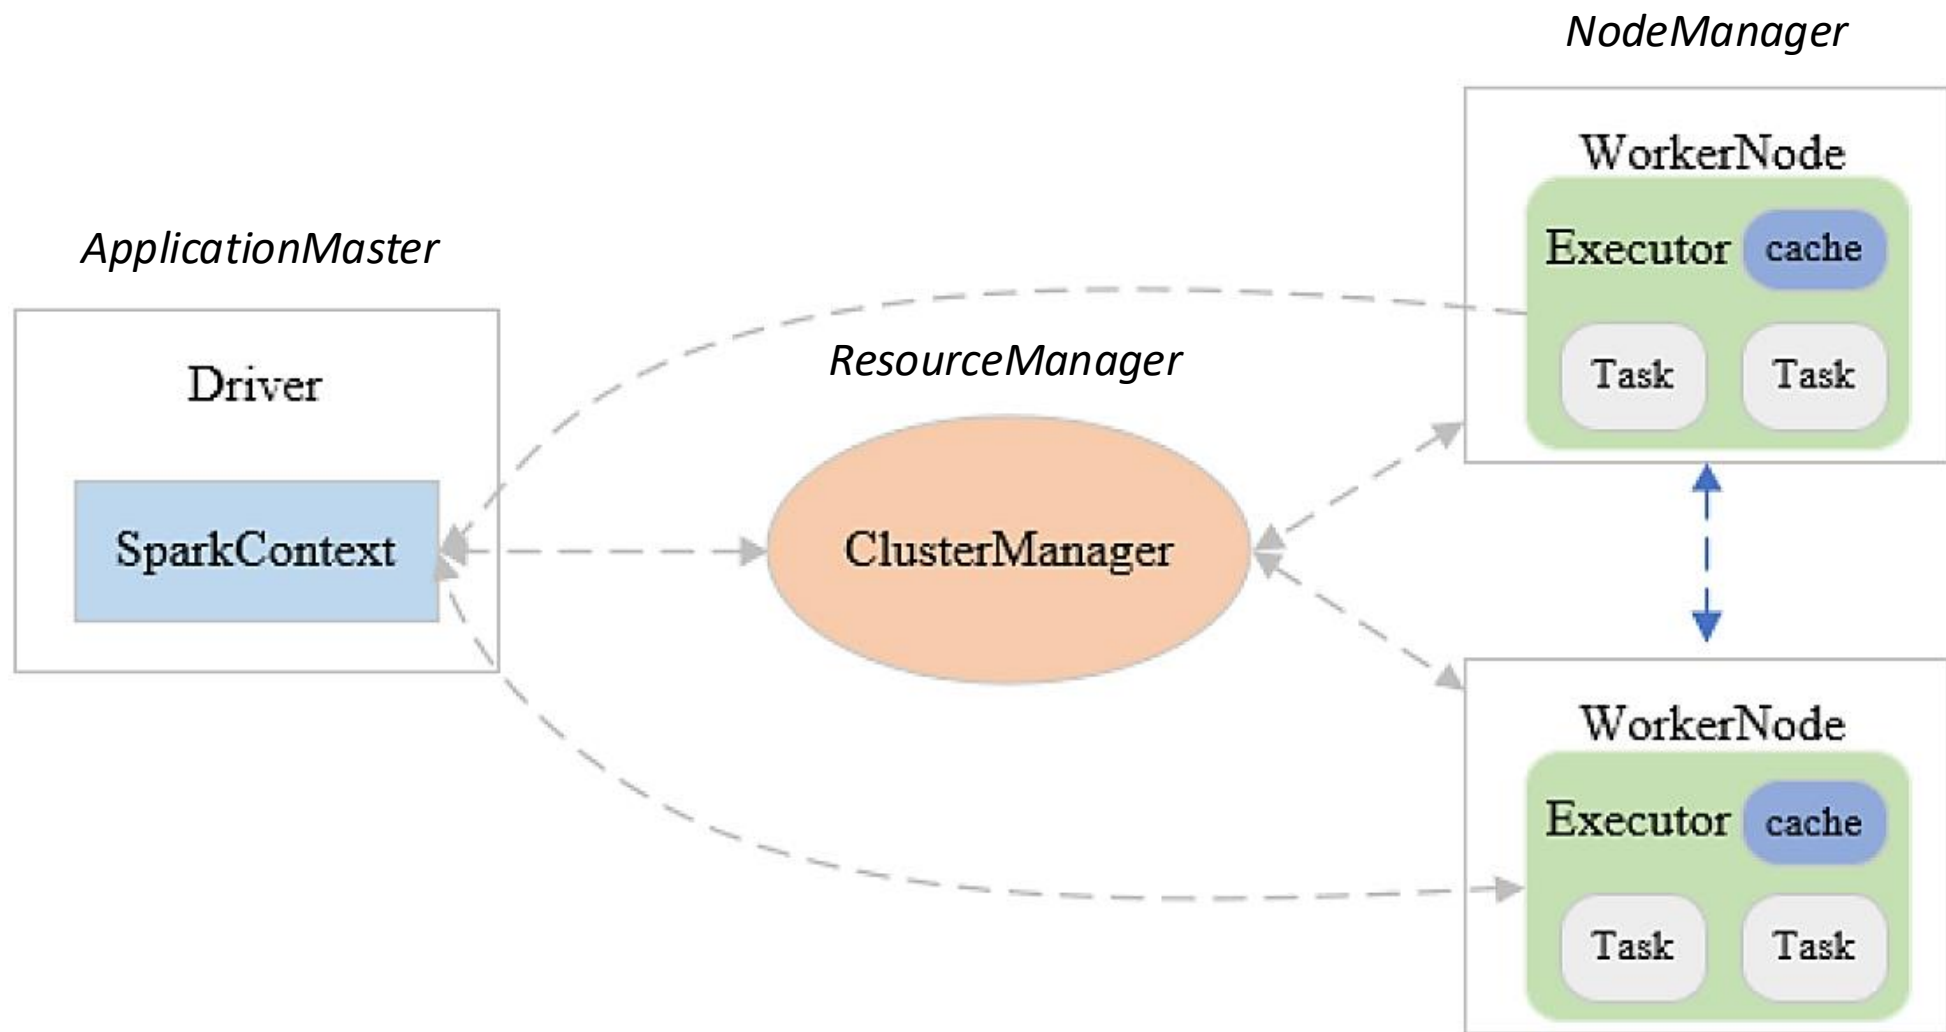 NodeManager
WorkerNode
Executor cache
Task Task
ApplicationMaster
Driver
SparkContext
ResourceManager
ClusterManager
WorkerNode
Executor cache
Task Task